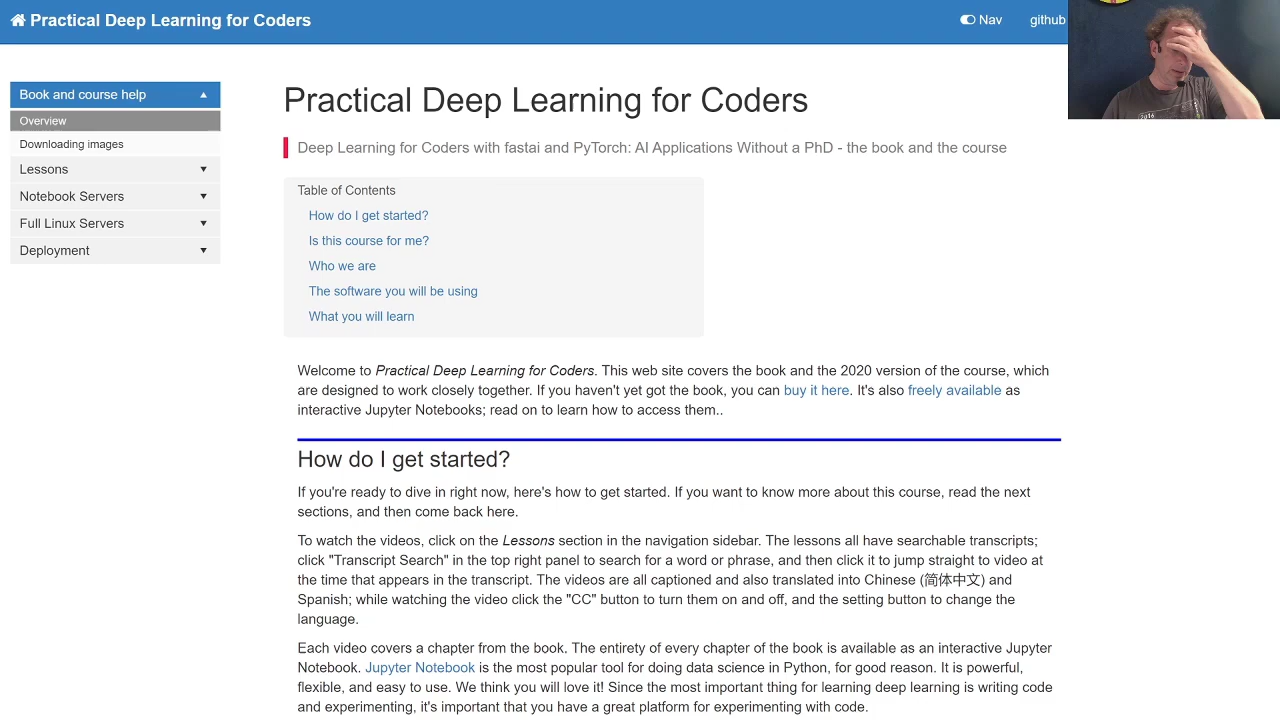 Practical Deep Learning for Coders
Nav
github
Book and course help
Overview
Downloading images
Lessons
Notebook Servers
Full Linux Servers
Deployment
Practical Deep Learning for Coders
Deep Learning for Coders with fastai and PyTorch: AI Applications Without a PhD - the book and the course
Table of Contents
How do I get started?
Is this course for me?
Who we are
The software you will be using
What you will learn
Welcome to Practical Deep Learning for Coders. This web site covers the book and the 2020 version of the course, which
are designed to work closely together. If you haven't yet got the book, you can buy it here. It's also freely available as
interactive Jupyter Notebooks; read on to learn how to access them..
How do I get started?
If you're ready to dive in right now, here's how to get started. If you want to know more about this course, read the next
sections, and then come back here.
To watch the videos, click on the Lessons section in the navigation sidebar. The lessons all have searchable transcripts;
click "Transcript Search" in the top right panel to search for a word or phrase, and then click it to jump straight to video at
the time that appears in the transcript. The videos are all captioned and also translated into Chinese (简体中文) and
Spanish; while watching the video click the "CC" button to turn them on and off, and the setting button to change the
language.
Each video covers a chapter from the book. The entirety of every chapter of the book is available as an interactive Jupyter
Notebook. Jupyter Notebook is the most popular tool for doing data science in Python, for good reason. It is powerful,
flexible, and easy to use. We think you will love it! Since the most important thing for learning deep learning is writing code
and experimenting, it's important that you have a great platform for experimenting with code.